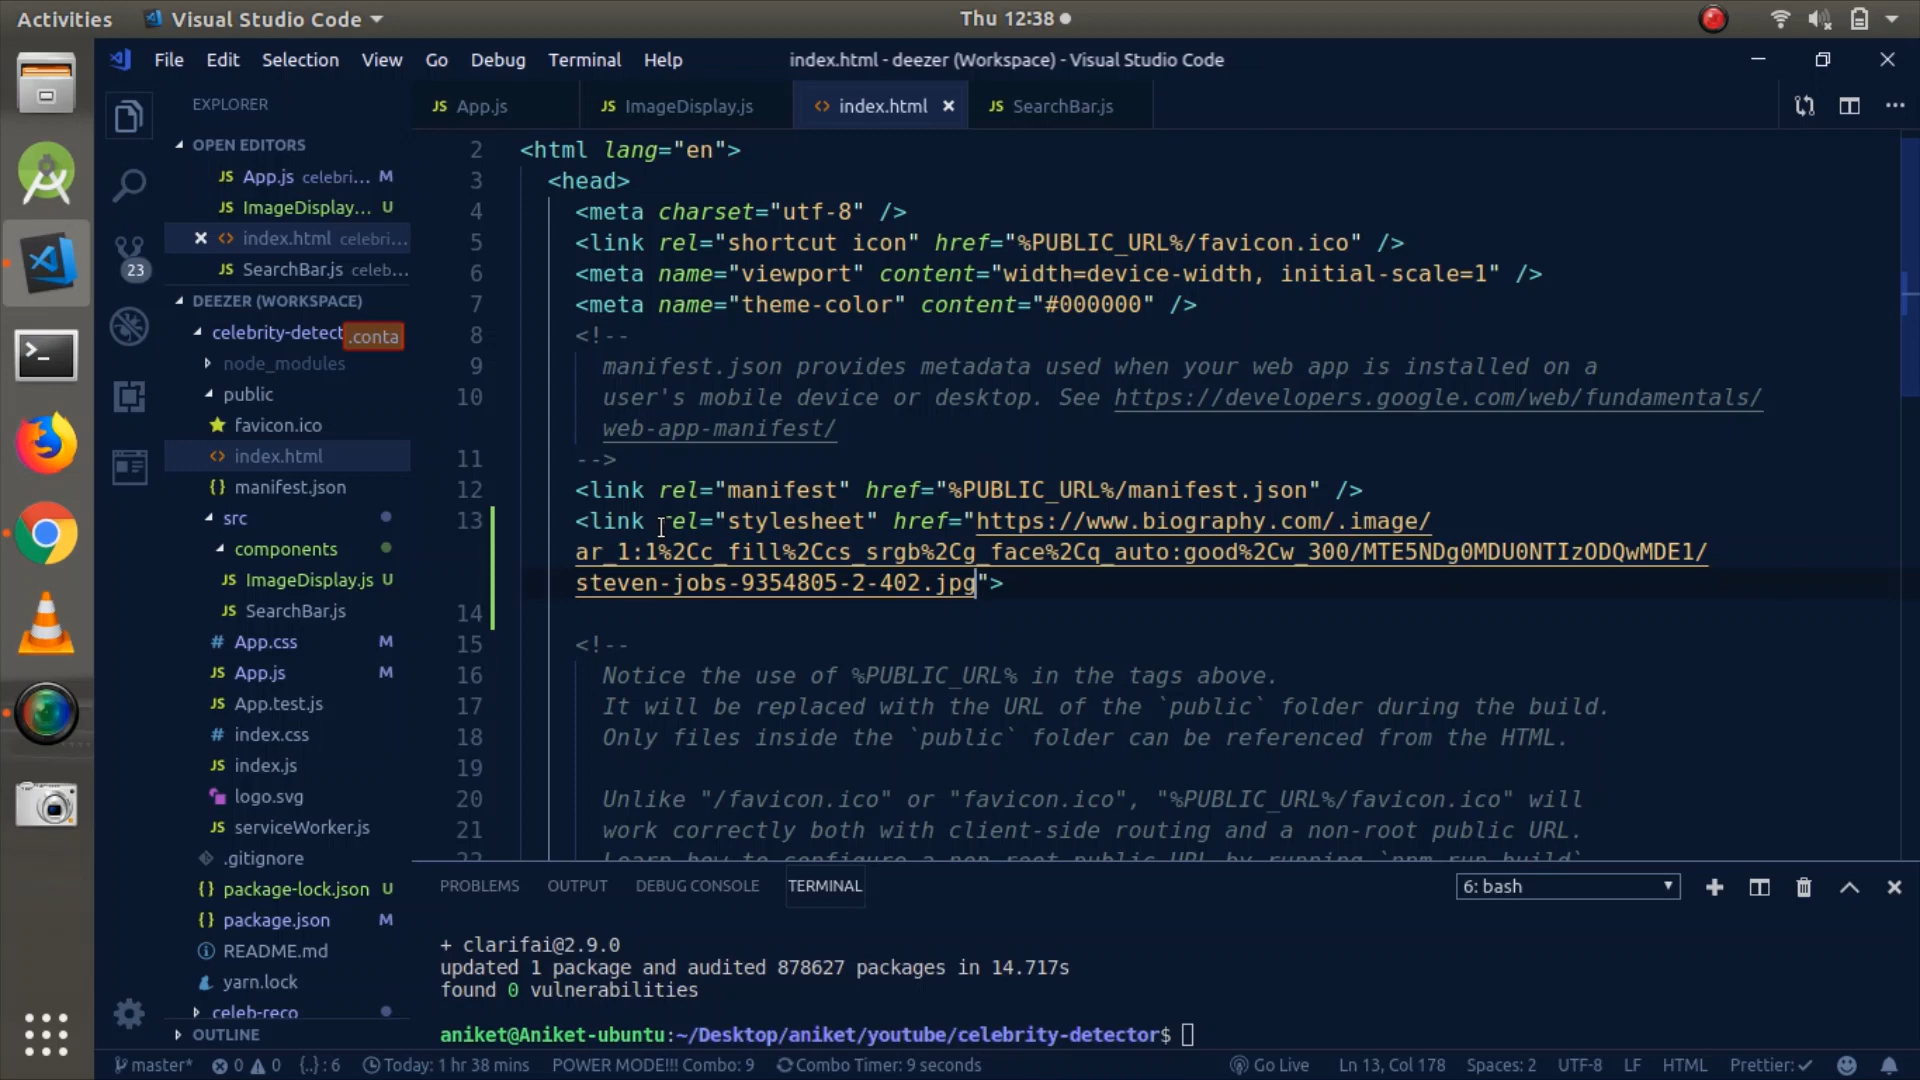 Activities
Visual Studio Code
Thu 12:38
File Edit Selection View Go Debug Terminal Help
index.html - deezer (Workspace) - Visual Studio Code
EXPLORER
OPEN EDITORS
JS App.js celebri... M
JS ImageDisplay... U
<> index.html celebri...
JS SearchBar.js celeb...
23
DEEZER (WORKSPACE)
celebrity-detect
.conta
node_modules
public
favicon.ico
<> index.html
{} manifest.json
src
components
JS ImageDisplay.js U
JS SearchBar.js
# App.css M
JS App.js M
JS App.test.js
# index.css
JS index.js
logo.svg
JS serviceWorker.js
.gitignore
{} package-lock.json U
{} package.json M
README.md
yarn.lock
celeb-reco
OUTLINE
JS App.js
JS ImageDisplay.js
<> index.html
JS SearchBar.js
2 <html lang="en">
3 <head>
4 <meta charset="utf-8" />
5 <link rel="shortcut icon" href="%PUBLIC_URL%/favicon.ico" />
6 <meta name="viewport" content="width=device-width, initial-scale=1" />
7 <meta name="theme-color" content="#000000" />
8 <!--
9 manifest.json provides metadata used when your web app is installed on a
10 user's mobile device or desktop. See https://developers.google.com/web/fundamentals/
web-app-manifest/
11 -->
12 <link rel="manifest" href="%PUBLIC_URL%/manifest.json" />
13 <link rel="stylesheet" href="https://www.biography.com/.image/
ar_1:1%2Cc_fill%2Ccs_srgb%2Cg_face%2Cq_auto:good%2Cw_300/MTE5NDg0MDU0NTIzODQwMDE1/
steven-jobs-9354805-2-402.jpg">
14
15 <!--
16 Notice the use of %PUBLIC_URL% in the tags above.
17 It will be replaced with the URL of the `public` folder during the build.
18 Only files inside the `public` folder can be referenced from the HTML.
19
20 Unlike "/favicon.ico" or "favicon.ico", "%PUBLIC_URL%/favicon.ico" will
21 work correctly both with client-side routing and a non-root public URL.
22 Learn how to configure a non-root public URL by running `npm run build`
PROBLEMS OUTPUT DEBUG CONSOLE TERMINAL
6: bash
+ clarifai@2.9.0
updated 1 package and audited 878627 packages in 14.717s
found 0 vulnerabilities
aniket@Aniket-ubuntu:~/Desktop/aniket/youtube/celebrity-detector$
master* 0 0 {..} : 6 Today: 1 hr 38 mins POWER MODE!!! Combo: 9 Combo Timer: 9 seconds Go Live Ln 13, Col 178 Spaces: 2 UTF-8 LF HTML Prettier: ✓